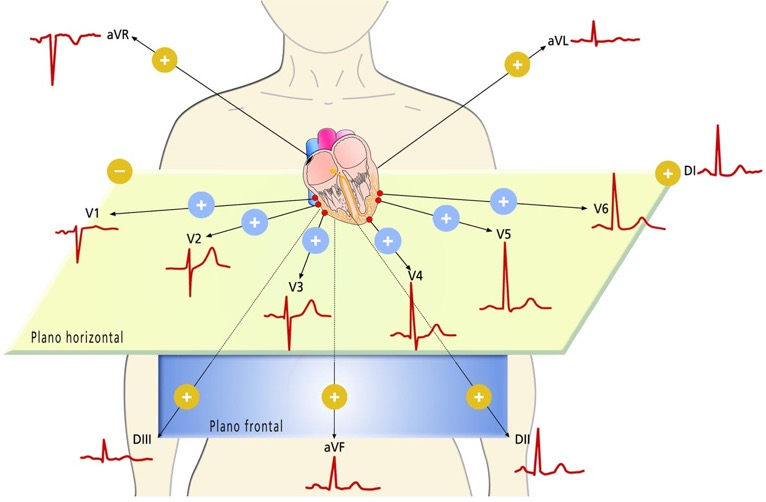 aVR
+
+
aVL
−
+
DI
V1
+
+
V2
+
V3
+
V4
+
V5
+
V6
Plano horizontal
+
+
+
Plano frontal
DIII
aVF
DII